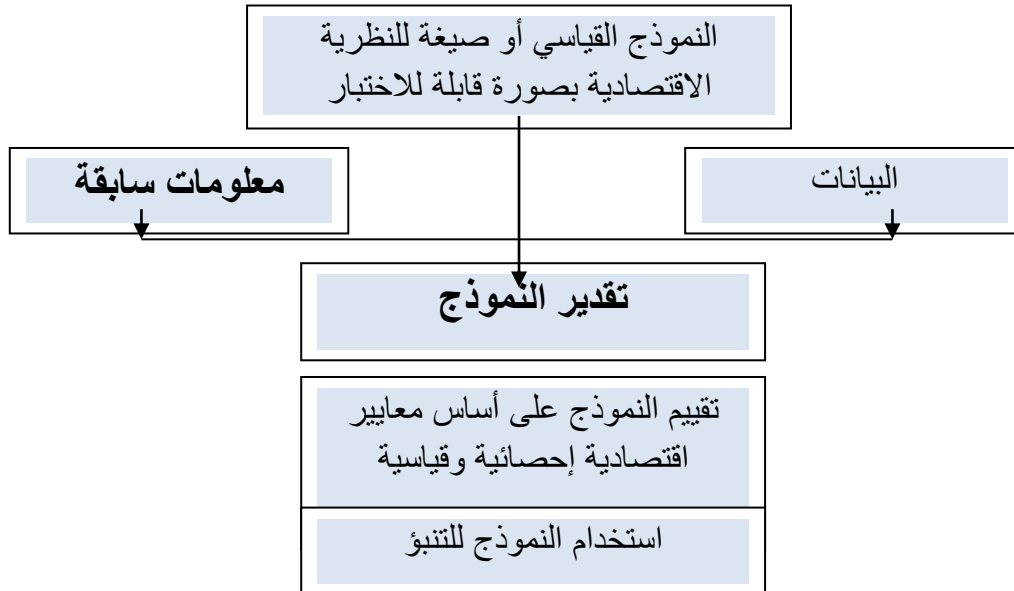 النموذج القياسي أو صيغة للنظرية
الاقتصادية بصورة قابلة للاختبار
البيانات
معلومات سابقة
تقدير النموذج
تقييم النموذج على أساس معايير
اقتصادية إحصائية وقياسية
استخدام النموذج للتنبؤ